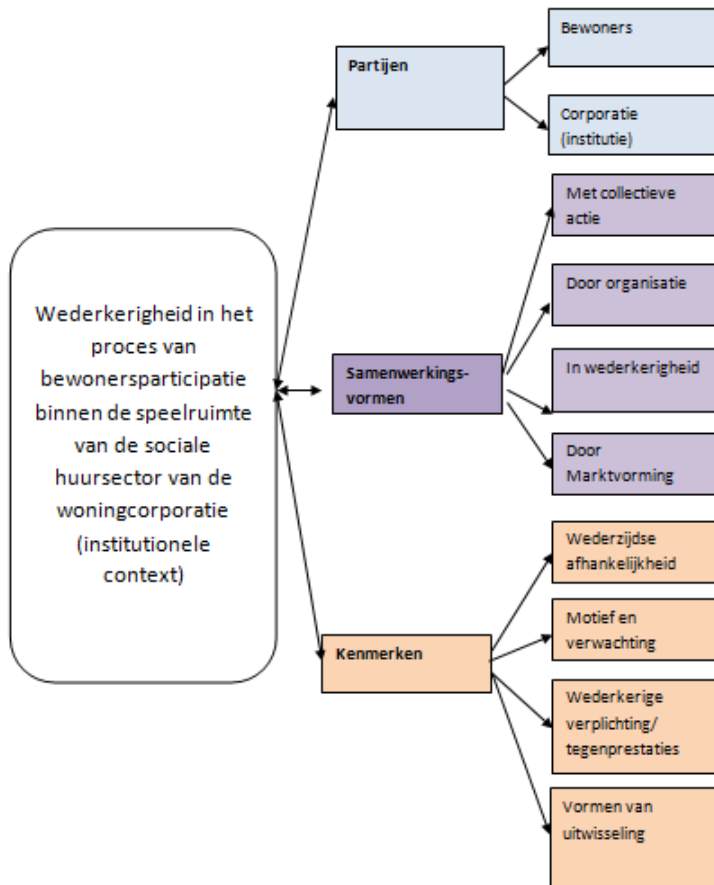 Wederkerigheid in het
proces van
bewonersparticipatie
binnen de speelruimte
van de sociale
huursector van de
woningcorporatie
(institutionele
context)
Partijen
Bewoners
Corporatie
(institutie)
Samenwerkings-
vormen
Met collectieve
actie
Door organisatie
In wederkerigheid
Door
Marktvorming
Kenmerken
Wederzijdse
afhankelijkheid
Motief en
verwachting
Wederkerige
verplichting/
tegenprestaties
Vormen van
uitwisseling